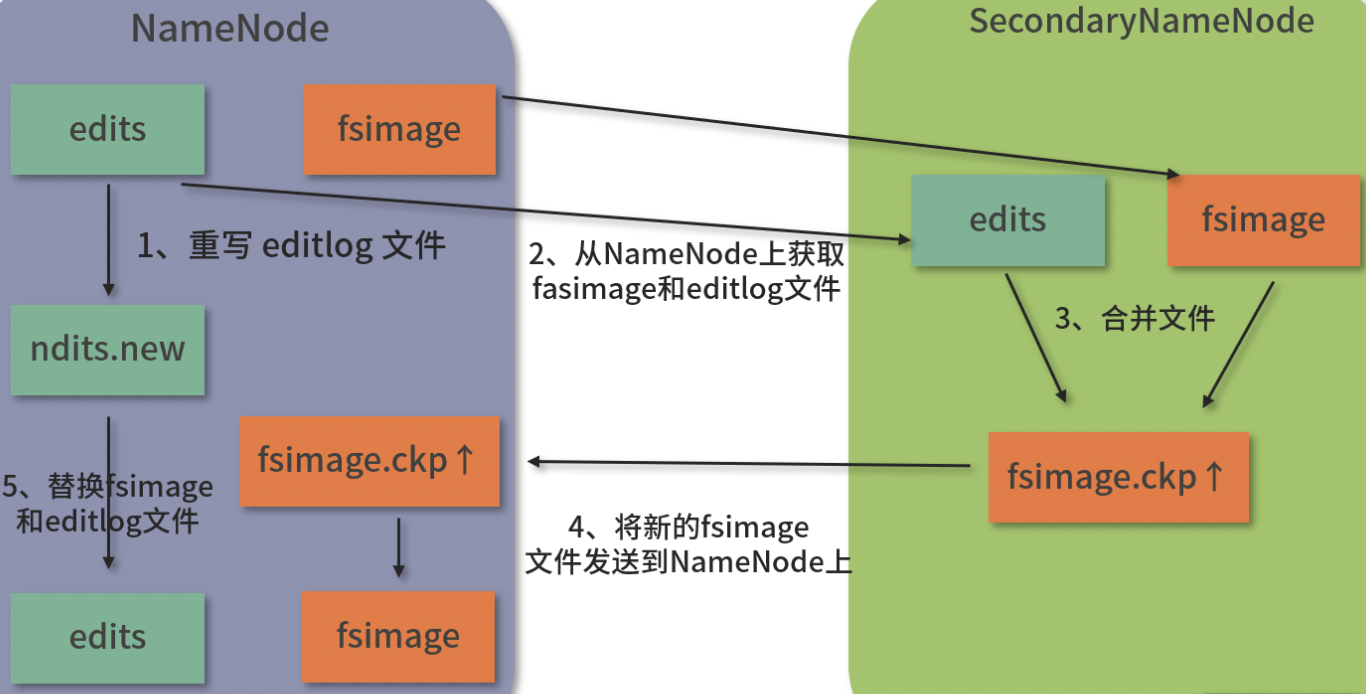 NameNode
SecondaryNameNode
edits
fsimage
edits
fsimage
1、重写 editlog 文件
2、从NameNode上获取
fasimage和editlog文件
3、合并文件
ndits.new
fsimage.ckp↑
fsimage.ckp↑
5、替换fsimage
和editlog文件
4、将新的fsimage
文件发送到NameNode上
edits
fsimage